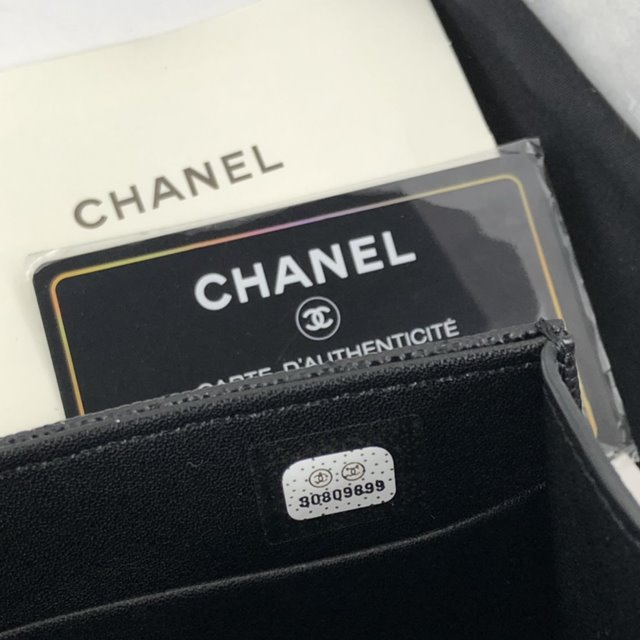 CHANEL
CHANEL
CARTE D'AUTHENTICITÉ
30809899